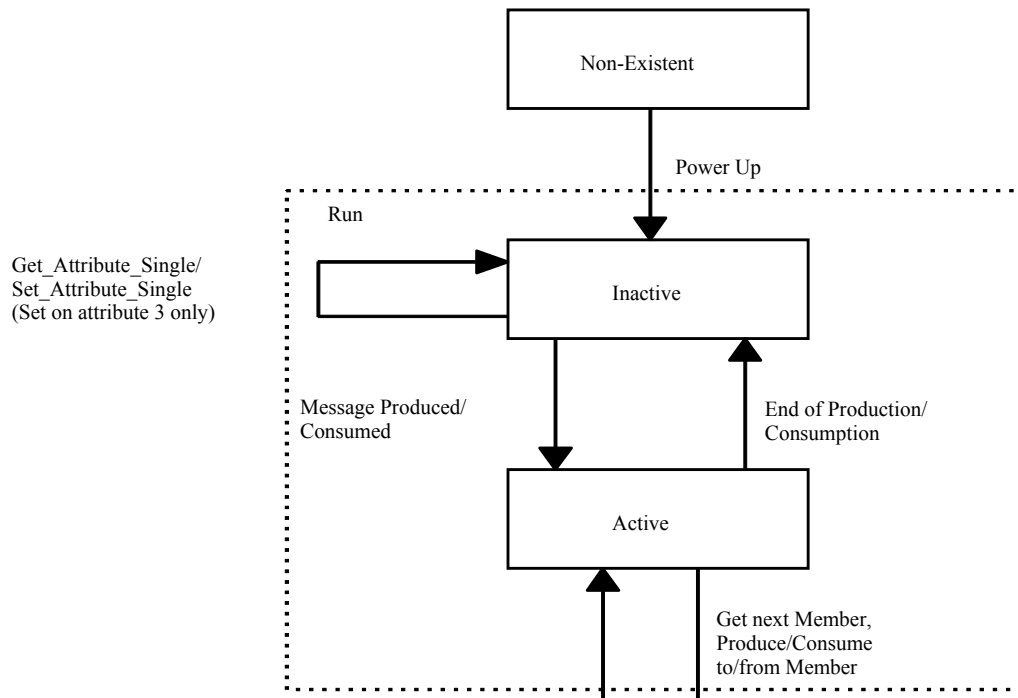 Non-Existent
Power Up
Run
Get_Attribute_Single/
Set_Attribute_Single
(Set on attribute 3 only)
Inactive
Message Produced/
Consumed
End of Production/
Consumption
Active
Get next Member,
Produce/Consume
to/from Member